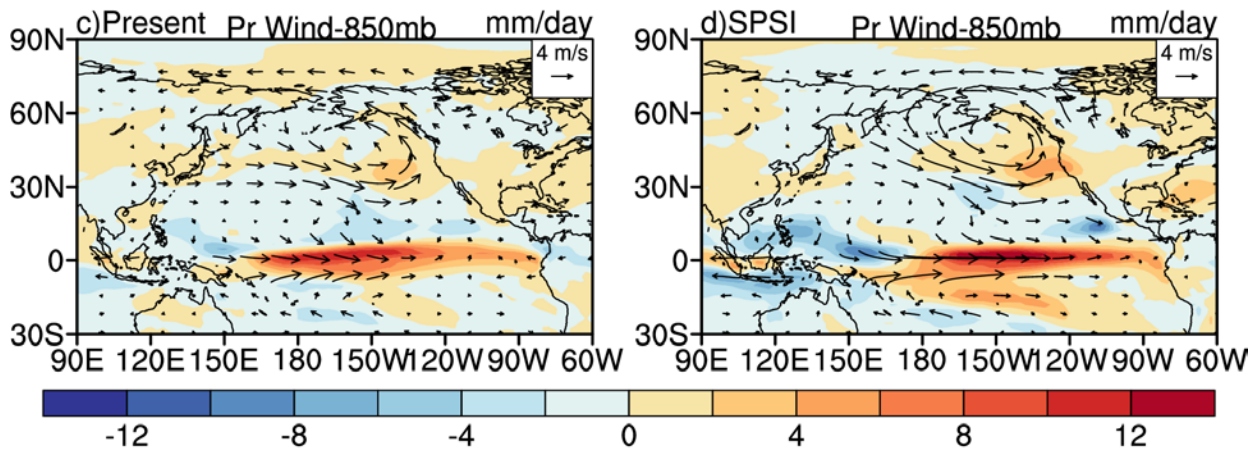 c)Present Pr Wind-850mb mm/day
d)SPSI Pr Wind-850mb mm/day
4 m/s
4 m/s
90N
60N
30N
0
30S
90N
60N
30N
0
30S
90E 120E 150E 180 150W 120W 90W 60W
90E 120E 150E 180 150W 120W 90W 60W
-12 -8 -4 0 4 8 12